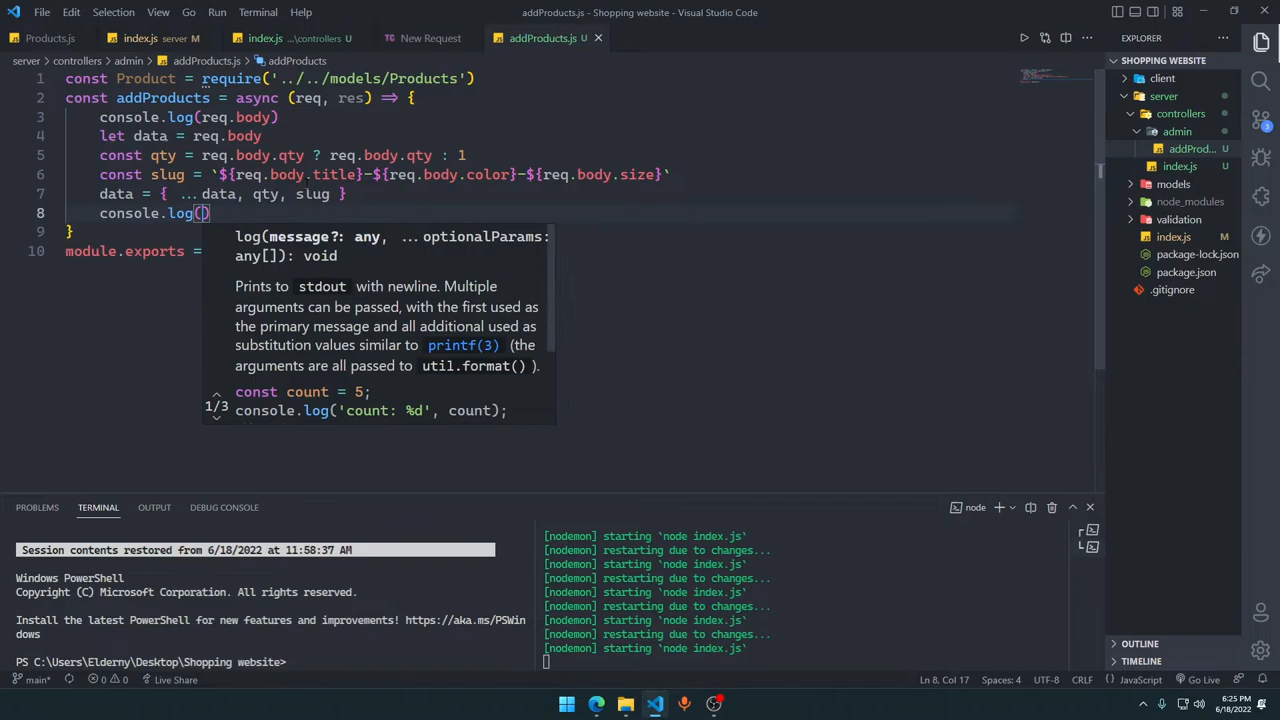 File Edit Selection View Go Run Terminal Help
addProducts.js - Shopping website - Visual Studio Code
Products.js
index.js server M
index.js ...\controllers U
New Request
addProducts.js U
EXPLORER
server > controllers > admin > addProducts.js > addProducts
SHOPPING WEBSITE
1 const Product = require('../../models/Products')
2 const addProducts = async (req, res) => {
3 console.log(req.body)
4 let data = req.body
5 const qty = req.body.qty ? req.body.qty : 1
6 const slug = `${req.body.title}-${req.body.color}-${req.body.size}`
7 data = { ...data, qty, slug }
8 console.log()
9 }
10 module.exports =
log(message?: any, ...optionalParams:
any[]): void
Prints to stdout with newline. Multiple
arguments can be passed, with the first used as
the primary message and all additional used as
substitution values similar to printf(3) (the
arguments are all passed to util.format() ).
const count = 5;
1/3
console.log('count: %d', count);
client
server
controllers
admin
addProd... U
index.js U
models
node_modules
validation
index.js M
package-lock.json
package.json
.gitignore
3
PROBLEMS TERMINAL OUTPUT DEBUG CONSOLE
node
Session contents restored from 6/18/2022 at 11:58:37 AM
Windows PowerShell
Copyright (C) Microsoft Corporation. All rights reserved.
Install the latest PowerShell for new features and improvements! https://aka.ms/PSWin
dows
PS C:\Users\Elderny\Desktop\Shopping website>
[nodemon] starting `node index.js`
[nodemon] restarting due to changes...
[nodemon] starting `node index.js`
[nodemon] restarting due to changes...
[nodemon] starting `node index.js`
[nodemon] restarting due to changes...
[nodemon] starting `node index.js`
[nodemon] restarting due to changes...
[nodemon] starting `node index.js`
OUTLINE
TIMELINE
main* 0 0 Live Share
Ln 8, Col 17 Spaces: 4 UTF-8 CRLF JavaScript Go Live
6:25 PM
6/18/2022